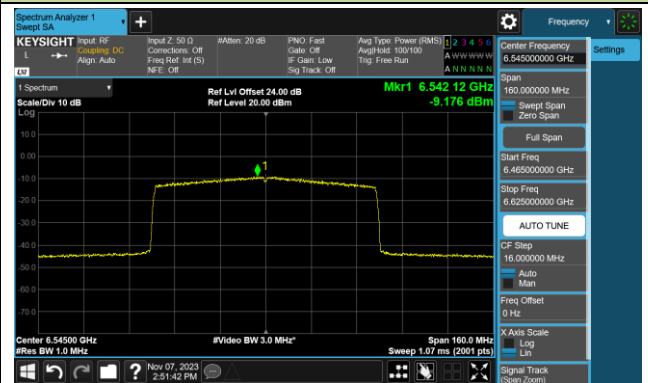 Spectrum Analyzer 1
Swept SA
Frequency
KEYSIGHT
Input: RF
Coupling: DC
Align: Auto
Input Z: 50 Ω
Corrections: Off
Freq Ref: Int (S)
NFE: Off
#Atten: 20 dB
PNO: Fast
Gate: Off
IF Gain: Low
Sig Track: Off
Avg Type: Power (RMS)
Avg|Hold: 100/100
Trig: Free Run
1 2 3 4 5 6
A W W W W W
A N N N N N
L
LXI
1 Spectrum
Scale/Div 10 dB
Ref Lvl Offset 24.00 dB
Ref Level 20.00 dBm
Mkr1 6.542 12 GHz
-9.176 dBm
Log
10.0
0.00
-10.0
-20.0
-30.0
-40.0
-50.0
-60.0
-70.0
1
Center 6.54500 GHz
#Res BW 1.0 MHz
#Video BW 3.0 MHz*
Span 160.0 MHz
Sweep 1.07 ms (2001 pts)
Nov 07, 2023
2:51:42 PM
Center Frequency
6.545000000 GHz
Settings
Span
160.000000 MHz
Swept Span
Zero Span
Full Span
Start Freq
6.465000000 GHz
Stop Freq
6.625000000 GHz
AUTO TUNE
CF Step
16.000000 MHz
Auto
Man
Freq Offset
0 Hz
X Axis Scale
Log
Lin
Signal Track
(Span Zoom)